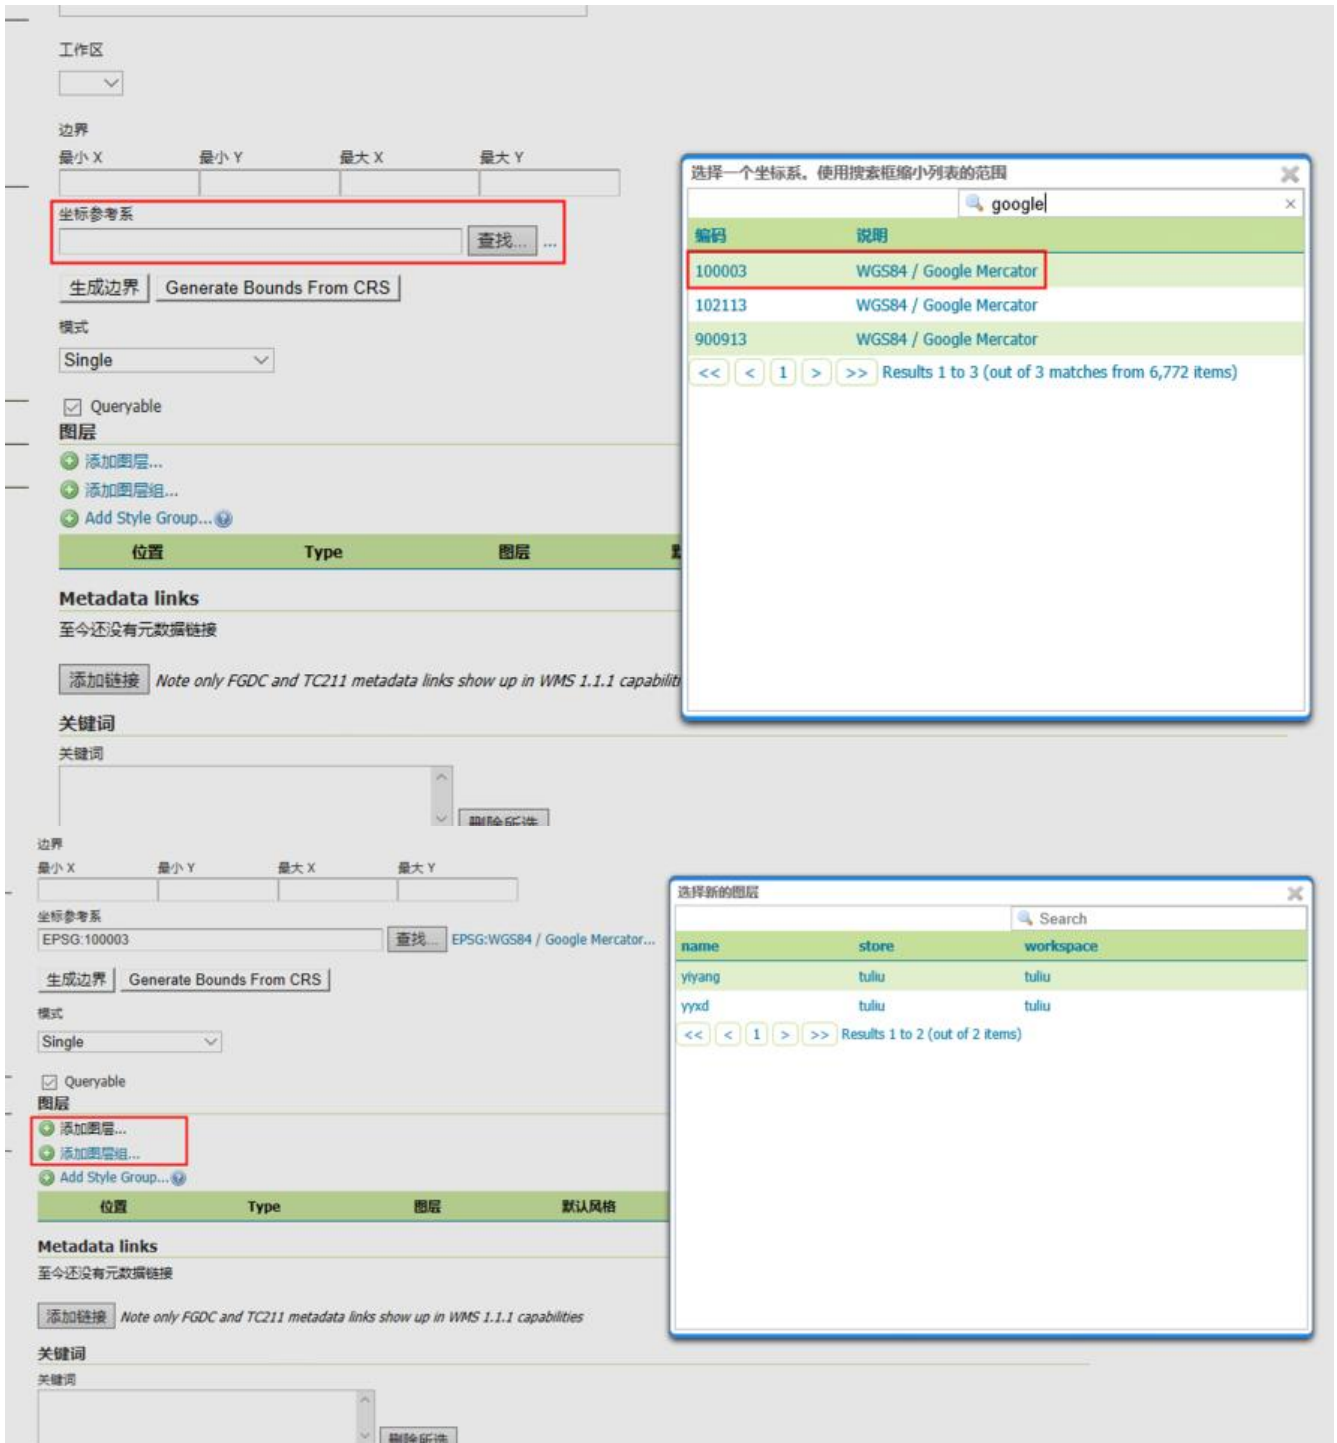 工作区
边界
最小 X 最小 Y 最大 X 最大 Y
坐标参考系
查找... ...
生成边界 Generate Bounds From CRS
模式
Single
Queryable
图层
添加图层...
添加图层组...
Add Style Group...
位置 Type 图层
Metadata links
至今还没有元数据链接
添加链接 Note only FGDC and TC211 metadata links show up in WMS 1.1.1 capabiliti
关键词
关键词
删除所选
选择一个坐标系。使用搜索框缩小列表的范围
google
编码 说明
100003 WGS84 / Google Mercator
102113 WGS84 / Google Mercator
900913 WGS84 / Google Mercator
<< < 1 > >> Results 1 to 3 (out of 3 matches from 6,772 items)
边界
最小 X 最小 Y 最大 X 最大 Y
坐标参考系
EPSG:100003 查找... EPSG:WGS84 / Google Mercator...
生成边界 Generate Bounds From CRS
模式
Single
Queryable
图层
添加图层...
添加图层组...
Add Style Group...
位置 Type 图层 默认风格
Metadata links
至今还没有元数据链接
添加链接 Note only FGDC and TC211 metadata links show up in WMS 1.1.1 capabilities
关键词
关键词
删除所选
选择新的图层
Search
name store workspace
yiyang tuliu tuliu
yyxd tuliu tuliu
<< < 1 > >> Results 1 to 2 (out of 2 items)